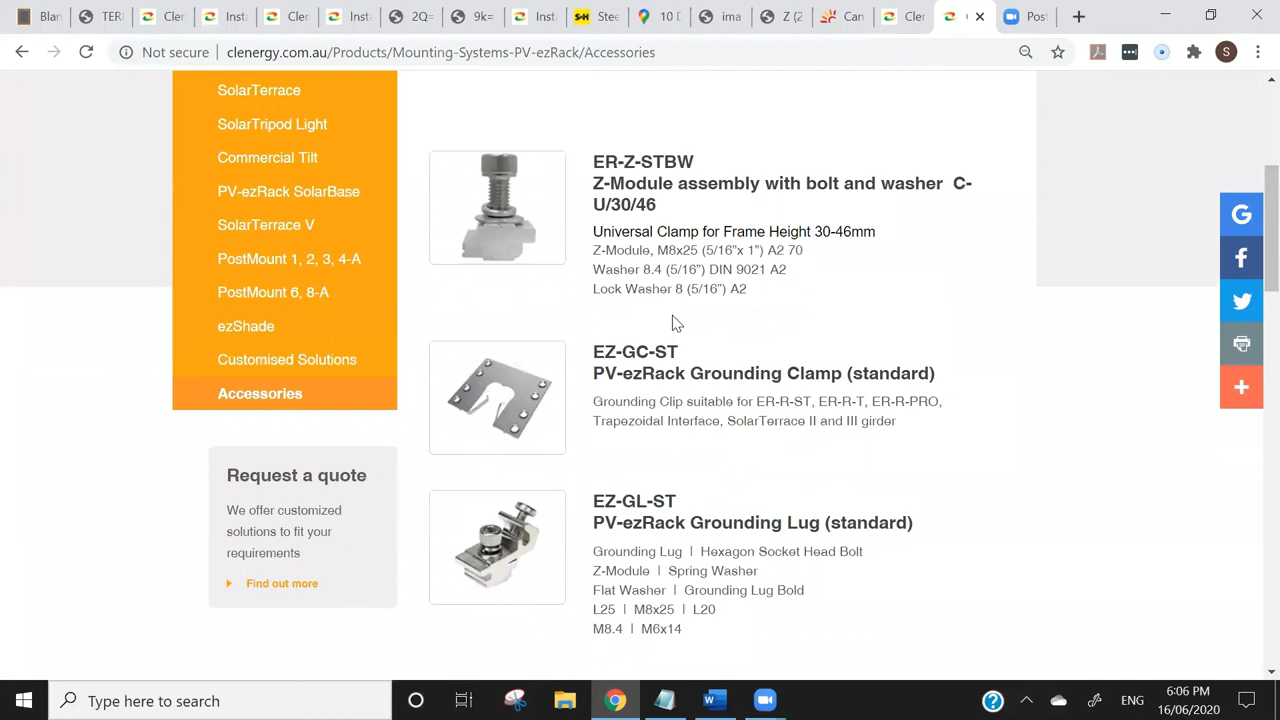 Blan
TERI
Cler
Insta
Cler
Insta
2Q=
9k=
Insta
S+H
Stee
10 D
ima
Z (2
Can
Cler
Post
Not secure
clenergy.com.au/Products/Mounting-Systems-PV-ezRack/Accessories
S
SolarTerrace
SolarTripod Light
Commercial Tilt
PV-ezRack SolarBase
SolarTerrace V
PostMount 1, 2, 3, 4-A
PostMount 6, 8-A
ezShade
Customised Solutions
Accessories
Request a quote
We offer customized
solutions to fit your
requirements
Find out more
ER-Z-STBW
Z-Module assembly with bolt and washer C-
U/30/46
Universal Clamp for Frame Height 30-46mm
Z-Module, M8x25 (5/16”x 1”) A2 70
Washer 8.4 (5/16”) DIN 9021 A2
Lock Washer 8 (5/16”) A2
EZ-GC-ST
PV-ezRack Grounding Clamp (standard)
Grounding Clip suitable for ER-R-ST, ER-R-T, ER-R-PRO,
Trapezoidal Interface, SolarTerrace II and III girder
EZ-GL-ST
PV-ezRack Grounding Lug (standard)
Grounding Lug | Hexagon Socket Head Bolt
Z-Module | Spring Washer
Flat Washer | Grounding Lug Bold
L25 | M8x25 | L20
M8.4 | M6x14
G
Type here to search
ENG
6:06 PM
16/06/2020